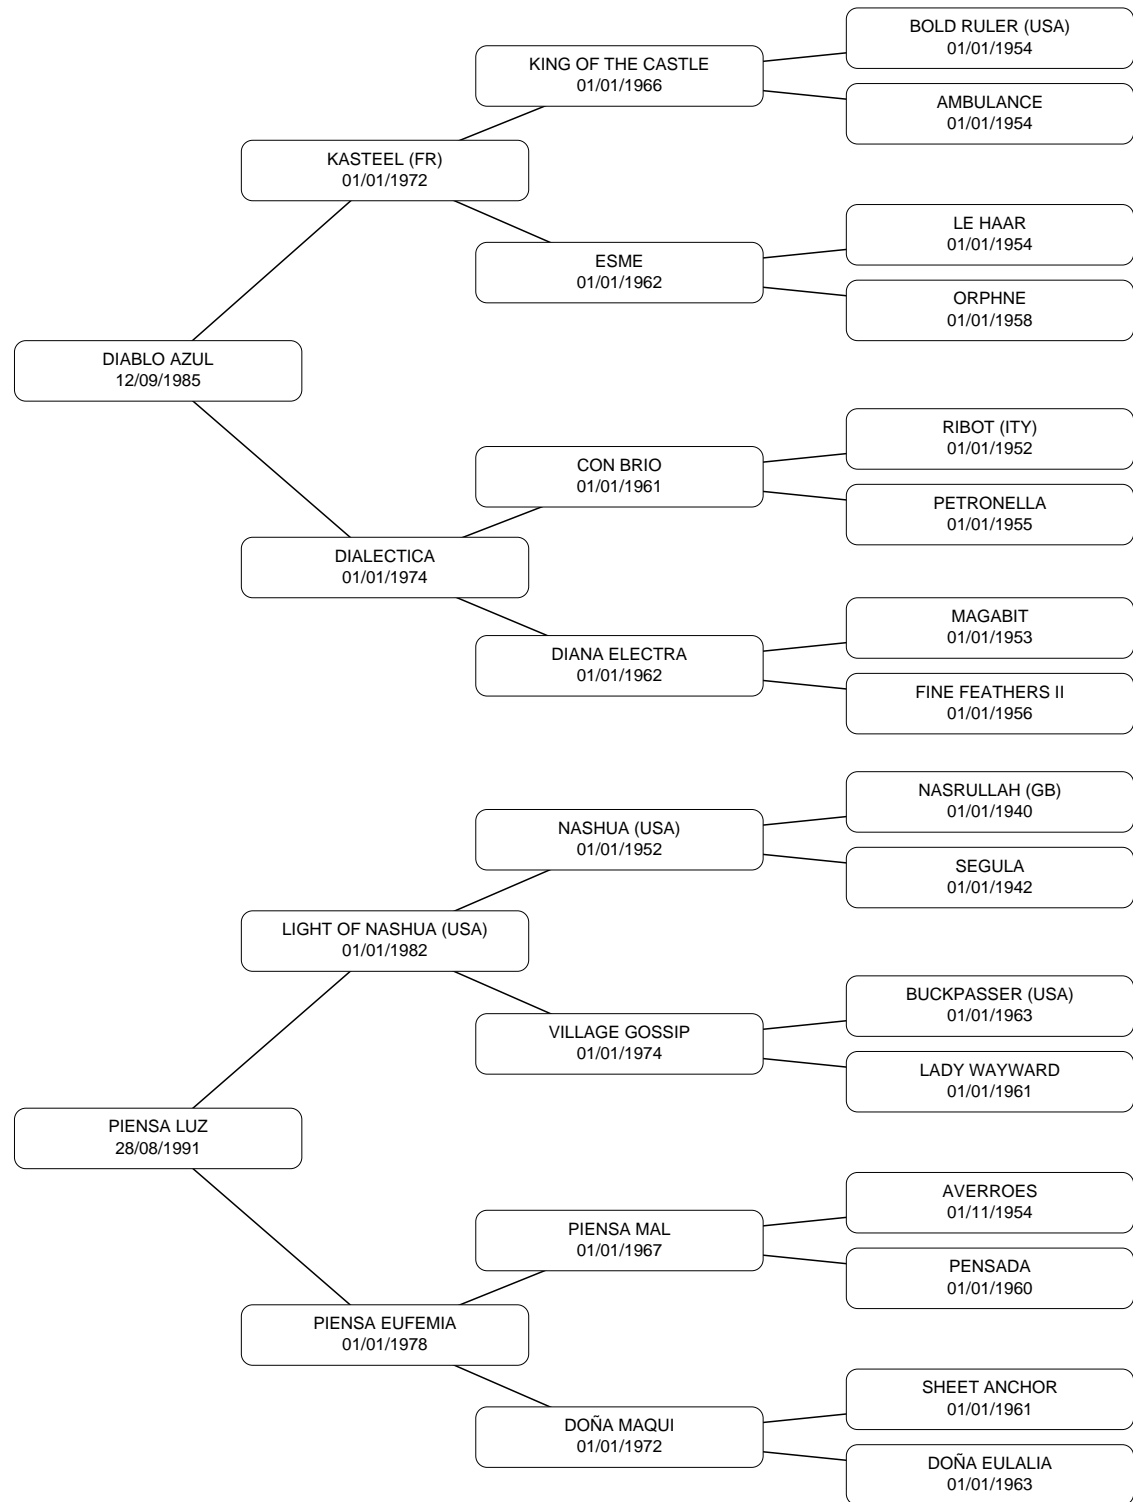 BOLD RULER (USA)
01/01/1954
KING OF THE CASTLE
01/01/1966
AMBULANCE
01/01/1954
KASTEEL (FR)
01/01/1972
LE HAAR
01/01/1954
ESME
01/01/1962
ORPHNE
01/01/1958
DIABLO AZUL
12/09/1985
RIBOT (ITY)
01/01/1952
CON BRIO
01/01/1961
PETRONELLA
01/01/1955
DIALECTICA
01/01/1974
MAGABIT
01/01/1953
DIANA ELECTRA
01/01/1962
FINE FEATHERS II
01/01/1956
NASRULLAH (GB)
01/01/1940
NASHUA (USA)
01/01/1952
SEGULA
01/01/1942
LIGHT OF NASHUA (USA)
01/01/1982
BUCKPASSER (USA)
01/01/1963
VILLAGE GOSSIP
01/01/1974
LADY WAYWARD
01/01/1961
PIENSA LUZ
28/08/1991
AVERROES
01/11/1954
PIENSA MAL
01/01/1967
PENSADA
01/01/1960
PIENSA EUFEMIA
01/01/1978
SHEET ANCHOR
01/01/1961
DOÑA MAQUI
01/01/1972
DOÑA EULALIA
01/01/1963